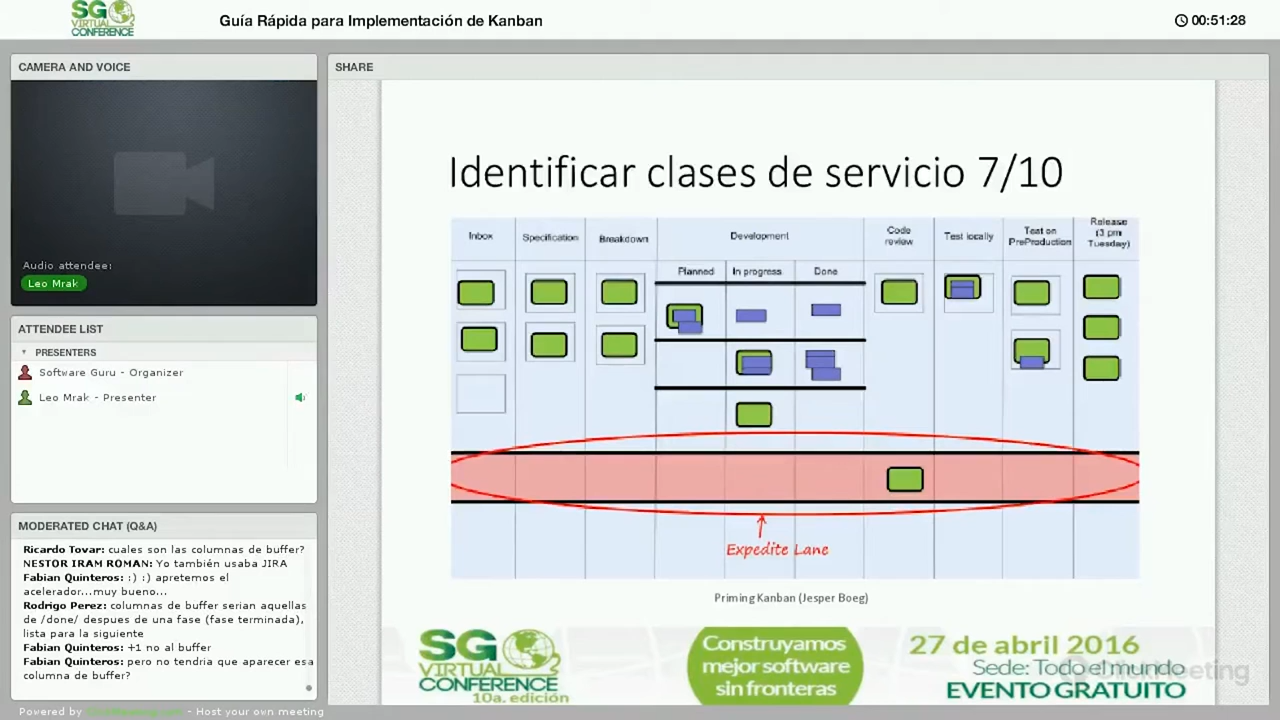 SG
VIRTUAL
CONFERENCE
Guía Rápida para Implementación de Kanban
00:51:28
CAMERA AND VOICE
Audio attendee:
Leo Mrak
ATTENDEE LIST
PRESENTERS
Software Guru - Organizer
Leo Mrak - Presenter
MODERATED CHAT (Q&A)
Ricardo Tovar: cuales son las columnas de buffer?
NESTOR IRAM ROMAN: Yo también usaba JIRA
Fabian Quinteros: :) :) apretemos el
acelerador...muy bueno...
Rodrigo Perez: columnas de buffer serian aquellas
de /done/ despues de una fase (fase terminada),
lista para la siguiente
Fabian Quinteros: +1 no al buffer
Fabian Quinteros: pero no tendria que aparecer esa
columna de buffer?
Powered by ClickMeeting.com - Host your own meeting
SHARE
Identificar clases de servicio 7/10
Inbox
Specification
Breakdown
Development
Code
review
Test locally
Test on
PreProduction
Release
(3 pm
Tuesday)
Planned
In progress
Done
Expedite Lane
Priming Kanban (Jesper Boeg)
SG
VIRTUAL
CONFERENCE
10a. edición
Construyamos
mejor software
sin fronteras
27 de abril 2016
Sede: Todo el mundo
EVENTO GRATUITO
ClickMeeting